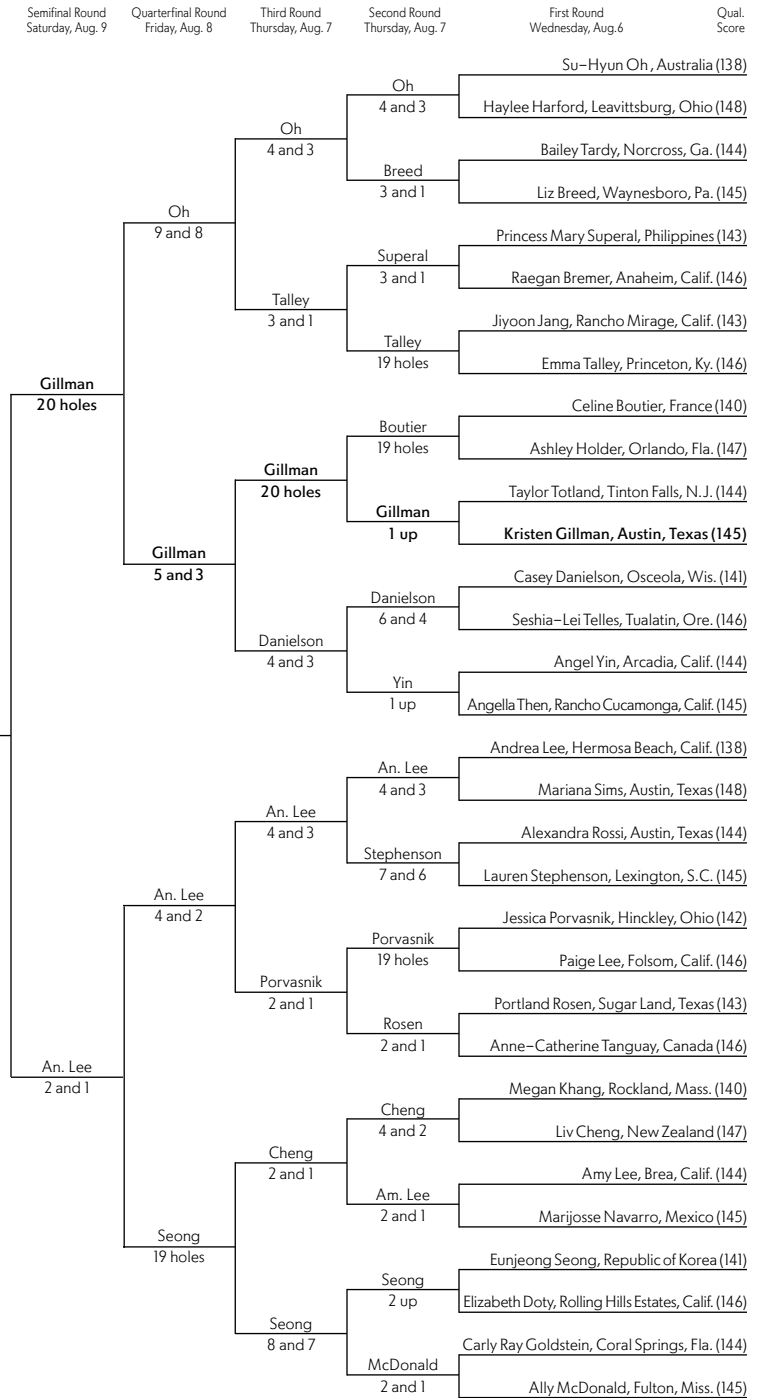 Semifinal Round
Saturday, Aug. 9
Quarterfinal Round
Friday, Aug. 8
Third Round
Thursday, Aug. 7
Second Round
Thursday, Aug. 7
First Round
Wednesday, Aug.6
Qual.
Score
Su-Hyun Oh , Australia (138)
Oh
4 and 3
Haylee Harford, Leavittsburg, Ohio (148)
Oh
4 and 3
Bailey Tardy, Norcross, Ga. (144)
Breed
3 and 1
Liz Breed, Waynesboro, Pa. (145)
Oh
9 and 8
Princess Mary Superal, Philippines (143)
Superal
3 and 1
Raegan Bremer, Anaheim, Calif. (146)
Talley
3 and 1
Jiyoon Jang, Rancho Mirage, Calif. (143)
Talley
19 holes
Emma Talley, Princeton, Ky. (146)
Gillman
20 holes
Celine Boutier, France (140)
Boutier
19 holes
Ashley Holder, Orlando, Fla. (147)
Gillman
20 holes
Taylor Totland, Tinton Falls, N.J. (144)
Gillman
1 up
Kristen Gillman, Austin, Texas (145)
Gillman
5 and 3
Casey Danielson, Osceola, Wis. (141)
Danielson
6 and 4
Seshia-Lei Telles, Tualatin, Ore. (146)
Danielson
4 and 3
Angel Yin, Arcadia, Calif. (!44)
Yin
1 up
Angella Then, Rancho Cucamonga, Calif. (145)
Andrea Lee, Hermosa Beach, Calif. (138)
An. Lee
4 and 3
Mariana Sims, Austin, Texas (148)
An. Lee
4 and 3
Alexandra Rossi, Austin, Texas (144)
Stephenson
7 and 6
Lauren Stephenson, Lexington, S.C. (145)
An. Lee
4 and 2
Jessica Porvasnik, Hinckley, Ohio (142)
Porvasnik
19 holes
Paige Lee, Folsom, Calif. (146)
Porvasnik
2 and 1
Portland Rosen, Sugar Land, Texas (143)
Rosen
2 and 1
Anne-Catherine Tanguay, Canada (146)
An. Lee
2 and 1
Megan Khang, Rockland, Mass. (140)
Cheng
4 and 2
Liv Cheng, New Zealand (147)
Cheng
2 and 1
Amy Lee, Brea, Calif. (144)
Am. Lee
2 and 1
Marijosse Navarro, Mexico (145)
Seong
19 holes
Eunjeong Seong, Republic of Korea (141)
Seong
2 up
Elizabeth Doty, Rolling Hills Estates, Calif. (146)
Seong
8 and 7
Carly Ray Goldstein, Coral Springs, Fla. (144)
McDonald
2 and 1
Ally McDonald, Fulton, Miss. (145)